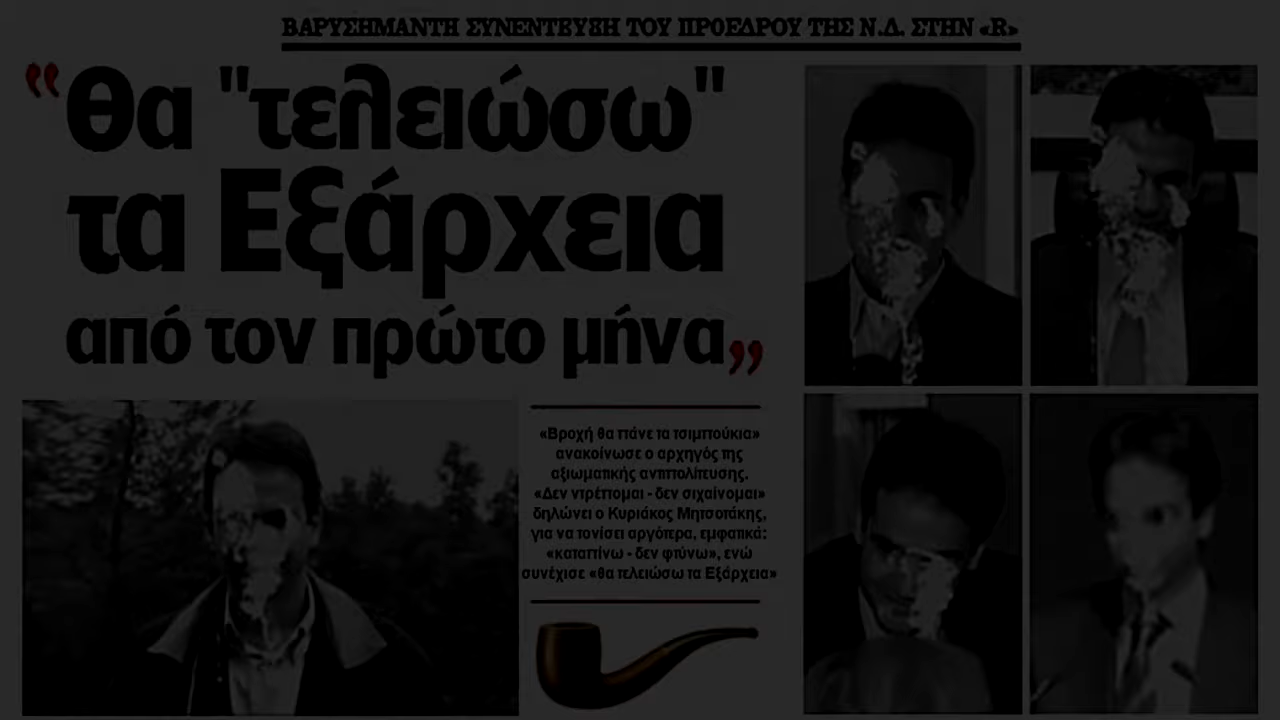 ΒΑΡΥΣΗΜΑΝΤΗ ΣΥΝΕΝΤΕΥΞΗ ΤΟΥ ΠΡΟΕΔΡΟΥ ΤΗΣ Ν.Δ. ΣΤΗΝ «R»
“θα "τελειώσω"
τα Εξάρχεια
από τον πρώτο μήνα”
«Βροχή θα πάνε τα τσιμπούκια»
ανακοίνωσε ο αρχηγός της
αξιωματικής αντιπολίτευσης.
«Δεν ντρέπομαι - δεν σιχαίνομαι»
δηλώνει ο Κυριάκος Μητσοτάκης,
για να τονίσει αργότερα, εμφατικά:
«καταπίνω - δεν φτύνω», ενώ
συνέχισε «θα τελειώσω τα Εξάρχεια»